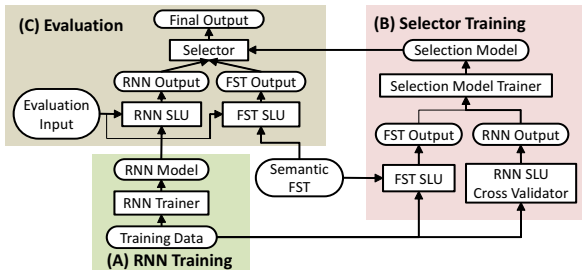 (C) Evaluation
Final Output
Selector
RNN Output
FST Output
Evaluation
Input
RNN SLU
FST SLU
(B) Selector Training
Selection Model
Selection Model Trainer
FST Output
RNN Output
FST SLU
RNN SLU
Cross Validator
Semantic
FST
RNN Model
RNN Trainer
Training Data
(A) RNN Training